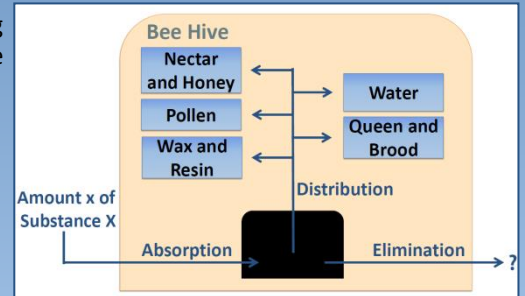 Bee Hive
Nectar
and Honey
Pollen
Wax and
Resin
Water
Queen and
Brood
Distribution
Amount x of
Substance X
Absorption
Elimination
?